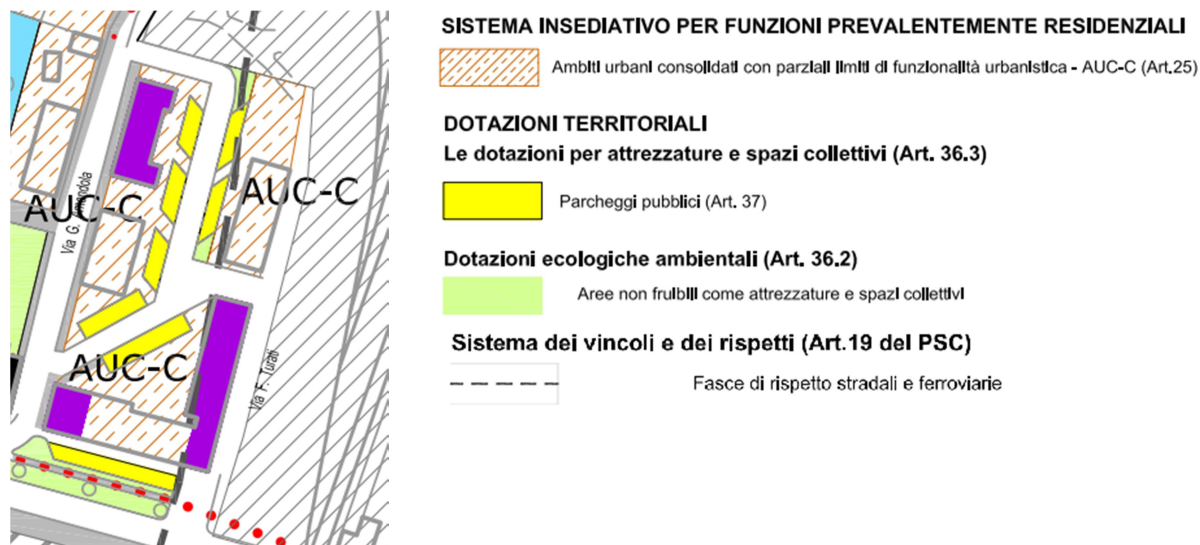 AUC-C
AUC-C
Via G. Amendola
AUC-C
Via F. Turati
SISTEMA INSEDIATIVO PER FUNZIONI PREVALENTEMENTE RESIDENZIALI
Ambiti urbani consolidati con parziali limiti di funzionalità urbanistica - AUC-C (Art.25)
DOTAZIONI TERRITORIALI
Le dotazioni per attrezzature e spazi collettivi (Art. 36.3)
Parcheggi pubblici (Art. 37)
Dotazioni ecologiche ambientali (Art. 36.2)
Aree non fruibili come attrezzature e spazi collettivi
Sistema dei vincoli e dei rispetti (Art.19 del PSC)
Fasce di rispetto stradali e ferroviarie